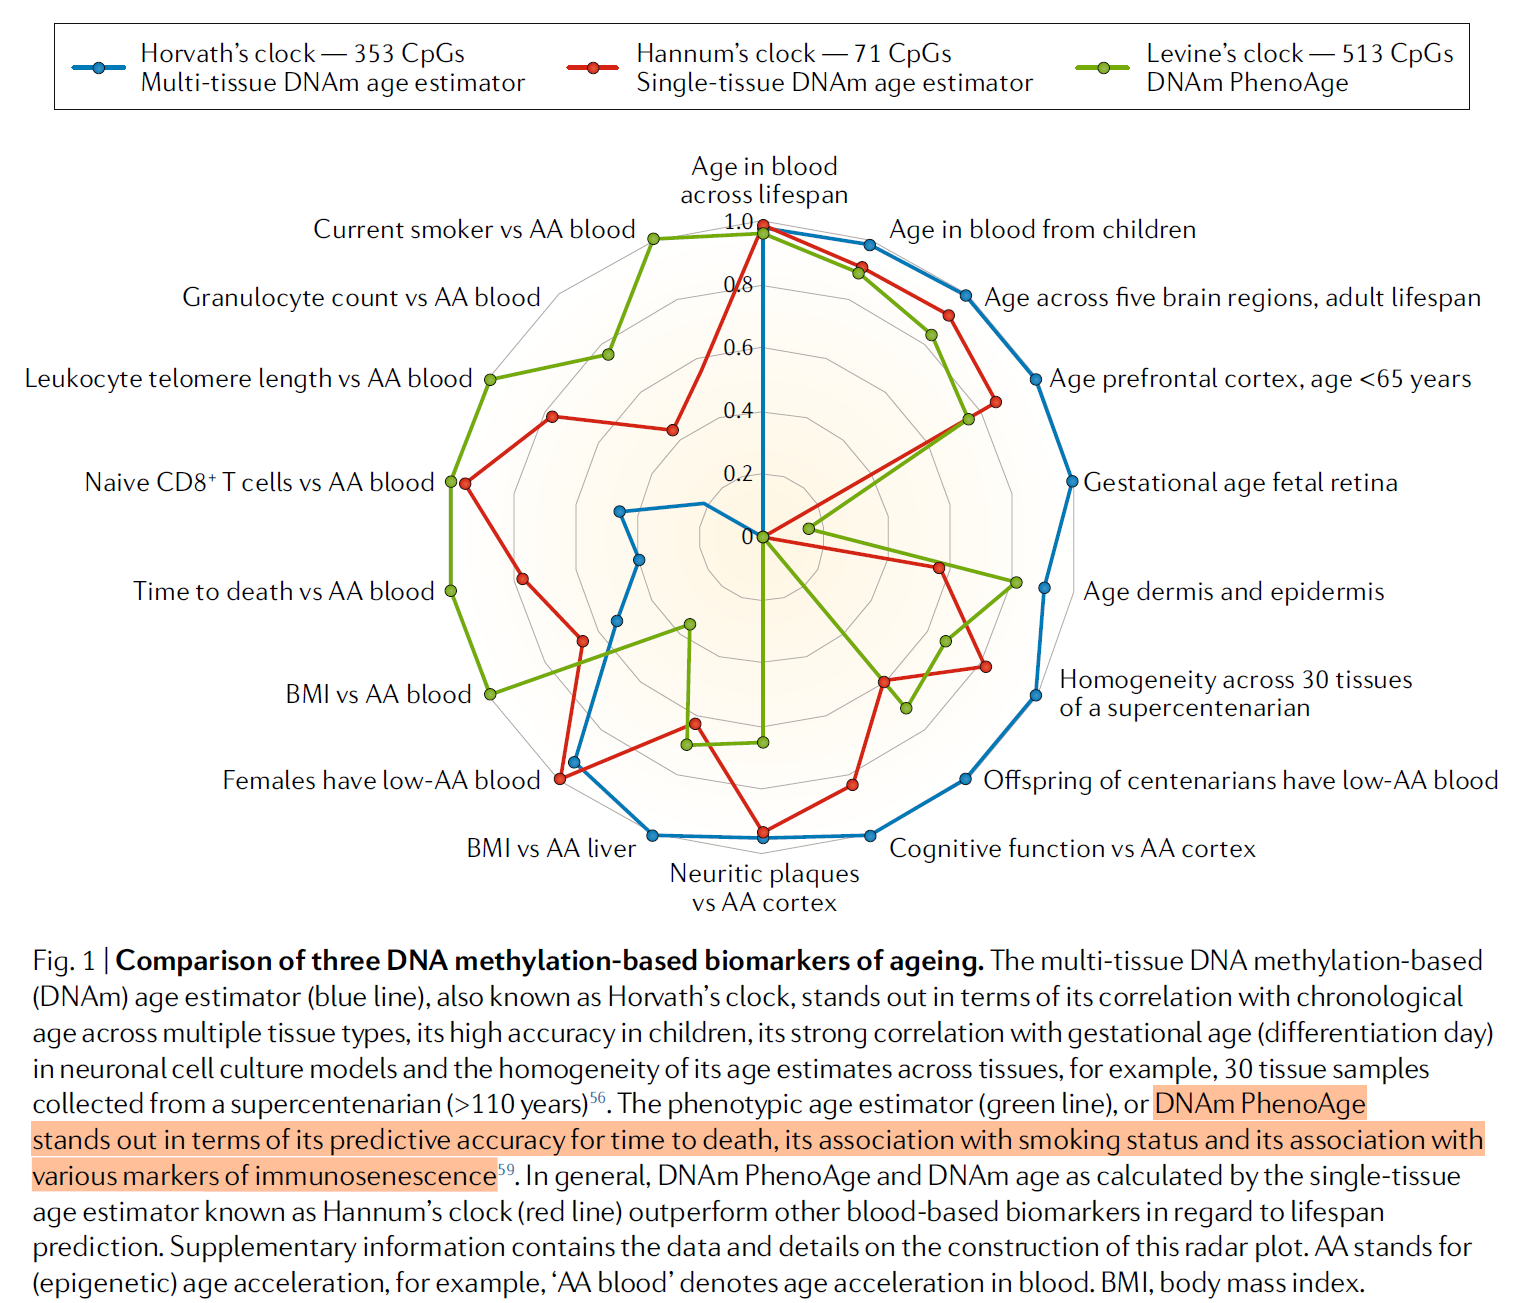 Horvath's clock — 353 CpGs
Multi-tissue DNAm age estimator
Hannum's clock — 71 CpGs
Single-tissue DNAm age estimator
Levine's clock — 513 CpGs
DNAm PhenoAge
Age in blood
across lifespan
Current smoker vs AA blood
Age in blood from children
Granulocyte count vs AA blood
Age across five brain regions, adult lifespan
Leukocyte telomere length vs AA blood
Age prefrontal cortex, age <65 years
Naive CD8⁺ T cells vs AA blood
Gestational age fetal retina
Time to death vs AA blood
Age dermis and epidermis
BMI vs AA blood
Homogeneity across 30 tissues
of a supercentenarian
Females have low-AA blood
Offspring of centenarians have low-AA blood
BMI vs AA liver
Cognitive function vs AA cortex
Neuritic plaques
vs AA cortex
1.0
0.8
0.6
0.4
0.2
0
Fig. 1 | Comparison of three DNA methylation-based biomarkers of ageing. The multi-tissue DNA methylation-based
(DNAm) age estimator (blue line), also known as Horvath's clock, stands out in terms of its correlation with chronological
age across multiple tissue types, its high accuracy in children, its strong correlation with gestational age (differentiation day)
in neuronal cell culture models and the homogeneity of its age estimates across tissues, for example, 30 tissue samples
collected from a supercentenarian (>110 years)⁵⁶. The phenotypic age estimator (green line), or DNAm PhenoAge
stands out in terms of its predictive accuracy for time to death, its association with smoking status and its association with
various markers of immunosenescence⁵⁹. In general, DNAm PhenoAge and DNAm age as calculated by the single-tissue
age estimator known as Hannum's clock (red line) outperform other blood-based biomarkers in regard to lifespan
prediction. Supplementary information contains the data and details on the construction of this radar plot. AA stands for
(epigenetic) age acceleration, for example, 'AA blood' denotes age acceleration in blood. BMI, body mass index.